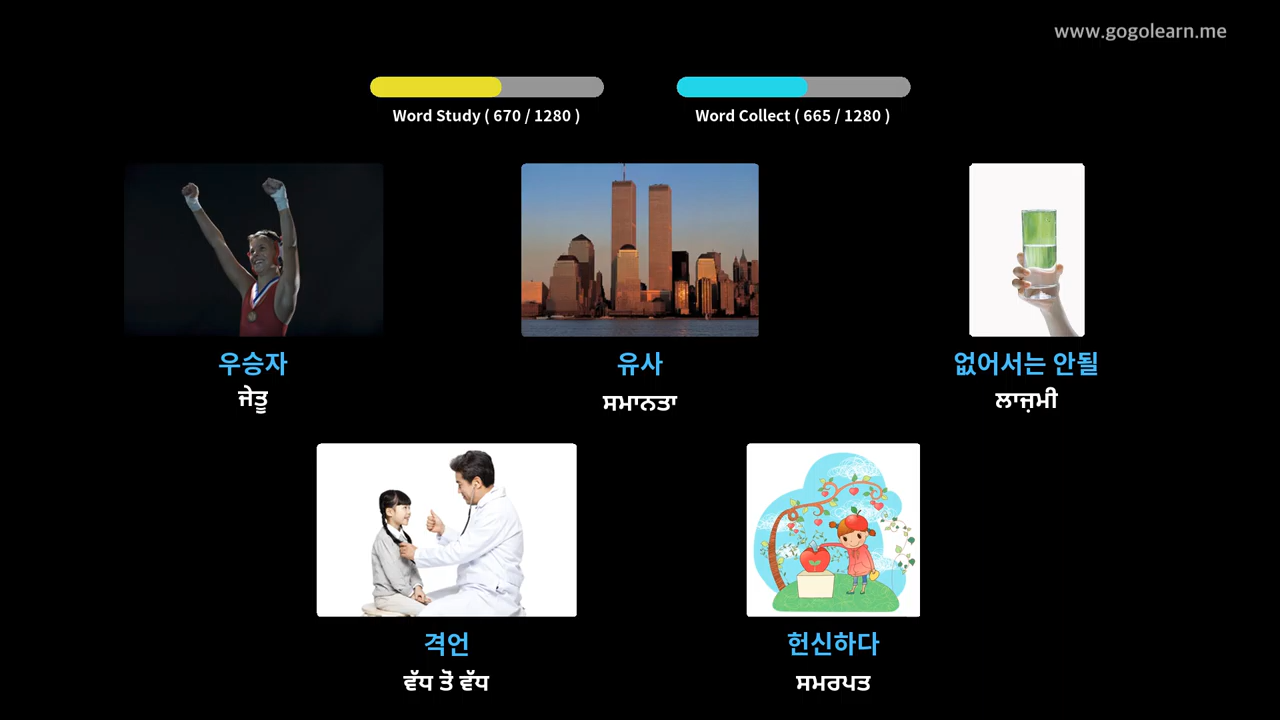 www.gogolearn.me
Word Study ( 670 / 1280 )
Word Collect ( 665 / 1280 )
우승자
ਜੇਤੂ
유사
ਸਮਾਨਤਾ
없어서는 안될
ਲਾਜ਼ਮੀ
격언
ਵੱਧ ਤੋਂ ਵੱਧ
헌신하다
ਸਮਰਪਤ